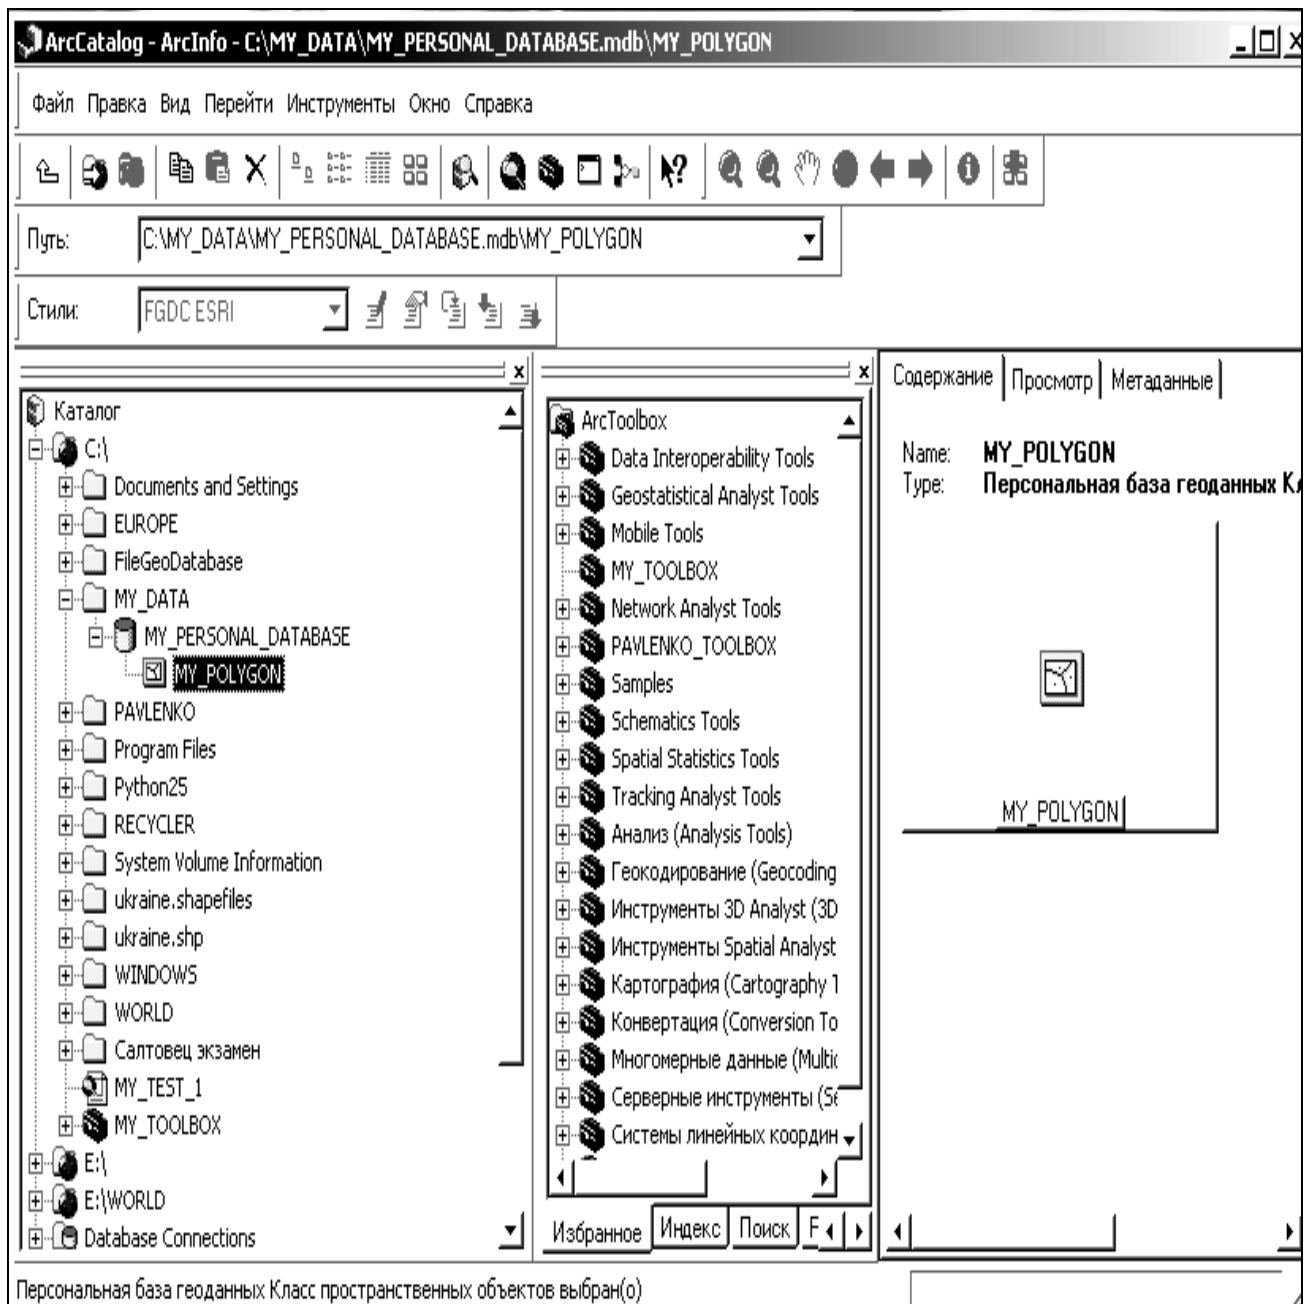 ArcCatalog - ArcInfo - C:\MY_DATA\MY_PERSONAL_DATABASE.mdb\MY_POLYGON
Файл Правка Вид Перейти Инструменты Окно Справка
Путь: C:\MY_DATA\MY_PERSONAL_DATABASE.mdb\MY_POLYGON
Стили: FGDC ESRI
Каталог
C:\
Documents and Settings
EUROPE
FileGeoDatabase
MY_DATA
MY_PERSONAL_DATABASE
MY_POLYGON
PAVLENKO
Program Files
Python25
RECYCLER
System Volume Information
ukraine.shapefiles
ukraine.shp
WINDOWS
WORLD
Салтовец экзамен
MY_TEST_1
MY_TOOLBOX
E:\
E:\WORLD
Database Connections
ArcToolbox
Data Interoperability Tools
Geostatistical Analyst Tools
Mobile Tools
MY_TOOLBOX
Network Analyst Tools
PAVLENKO_TOOLBOX
Samples
Schematics Tools
Spatial Statistics Tools
Tracking Analyst Tools
Анализ (Analysis Tools)
Геокодирование (Geocoding
Инструменты 3D Analyst (3D
Инструменты Spatial Analyst
Картография (Cartography
Конвертация (Conversion To
Многомерные данные (Multi
Серверные инструменты (
Системы линейных координ
Избранное Индекс Поиск
Содержание Просмотр Метаданные
Name: MY_POLYGON
Type: Персональная база геоданных
MY_POLYGON
Персональная база геоданных Класс пространственных объектов выбран(о)